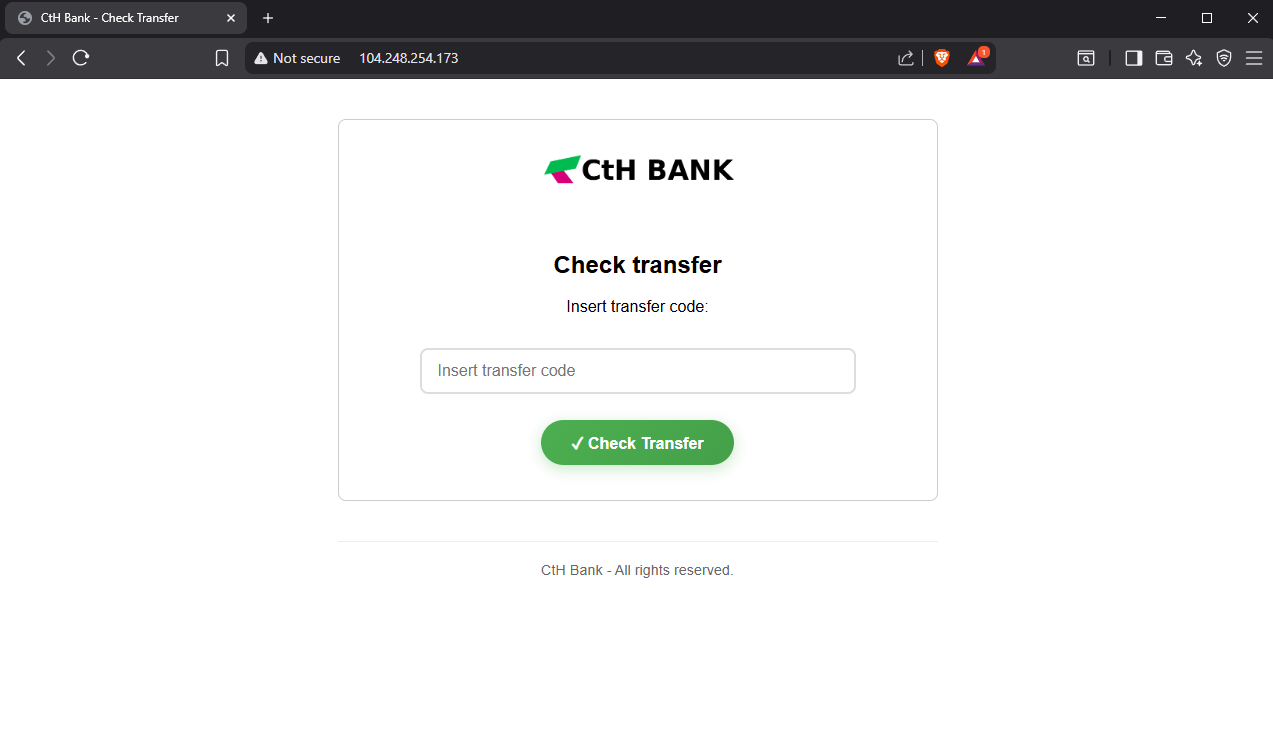 CtH Bank - Check Transfer
Not secure 104.248.254.173
1
CtH BANK
Check transfer
Insert transfer code:
Insert transfer code
✓ Check Transfer
CtH Bank - All rights reserved.